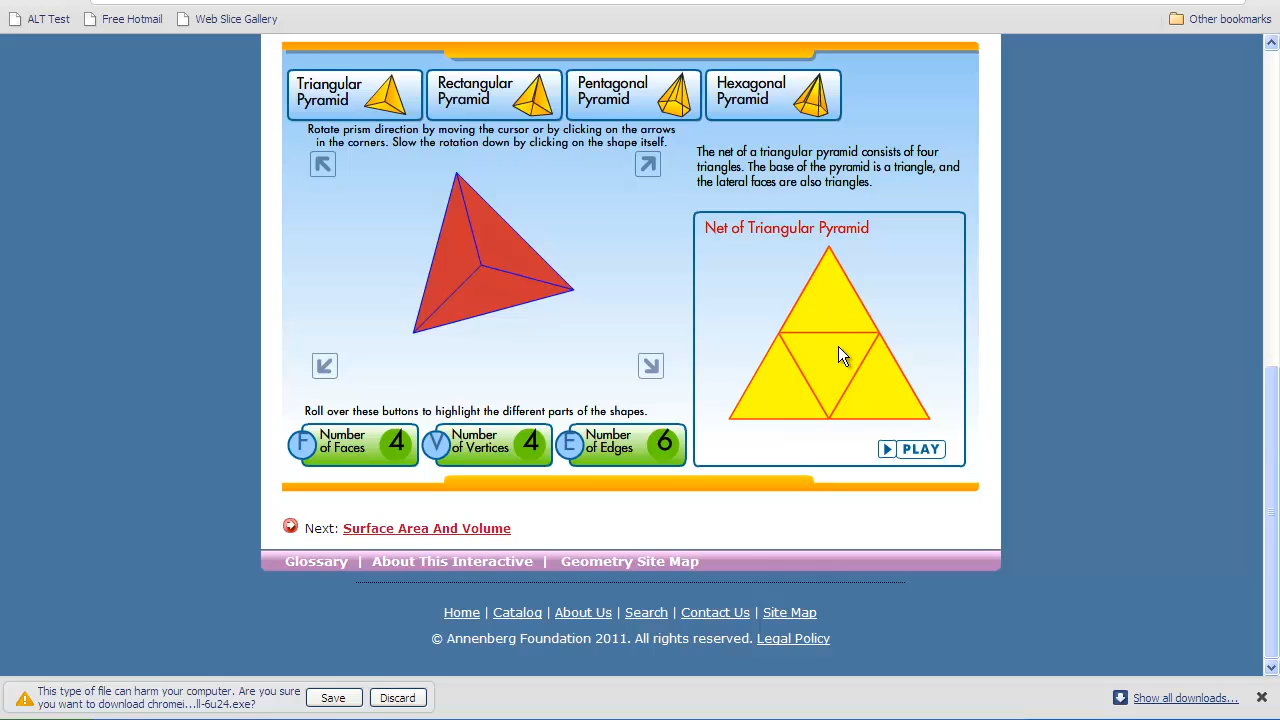 ALT Test
Free Hotmail
Web Slice Gallery
Other bookmarks
Triangular
Pyramid
Rectangular
Pyramid
Pentagonal
Pyramid
Hexagonal
Pyramid
Rotate prism direction by moving the cursor or by clicking on the arrows
in the corners. Slow the rotation down by clicking on the shape itself.
The net of a triangular pyramid consists of four
triangles. The base of the pyramid is a triangle, and
the lateral faces are also triangles.
Net of Triangular Pyramid
PLAY
Roll over these buttons to highlight the different parts of the shapes.
F Number
of Faces 4
V Number
of Vertices 4
E Number
of Edges 6
Next: Surface Area And Volume
Glossary | About This Interactive | Geometry Site Map
Home | Catalog | About Us | Search | Contact Us | Site Map
© Annenberg Foundation 2011. All rights reserved. Legal Policy
This type of file can harm your computer. Are you sure
you want to download chromei...ll-6u24.exe?
Save
Discard
Show all downloads...